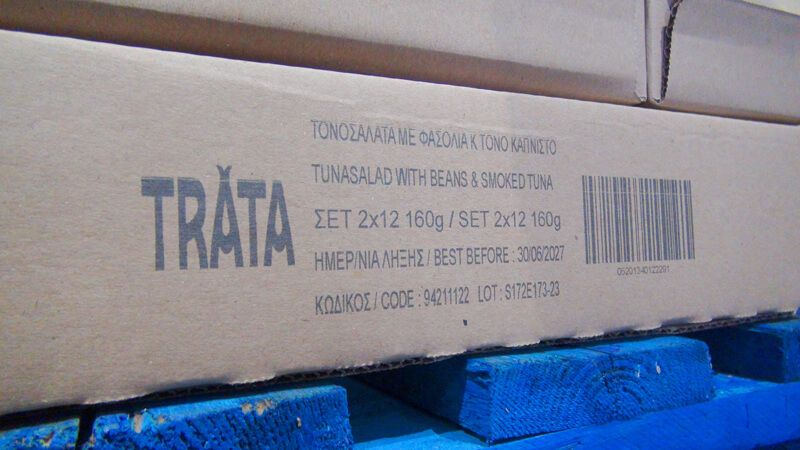 TRATA
ΤΟΝΟΣΑΛΑΤΑ ΜΕ ΦΑΣΟΛΙΑ Κ ΤΟΝΟ ΚΑΠΝΙΣΤΟ
TUNASALAD WITH BEANS & SMOKED TUNA
ΣΕΤ 2x12 160g / SET 2x12 160g
ΗΜΕΡ/ΝΙΑ ΛΗΞΗΣ / BEST BEFORE : 30/06/2027
ΚΩΔΙΚΟΣ / CODE : 94211122 LOT : S172E173-23
05201340122291